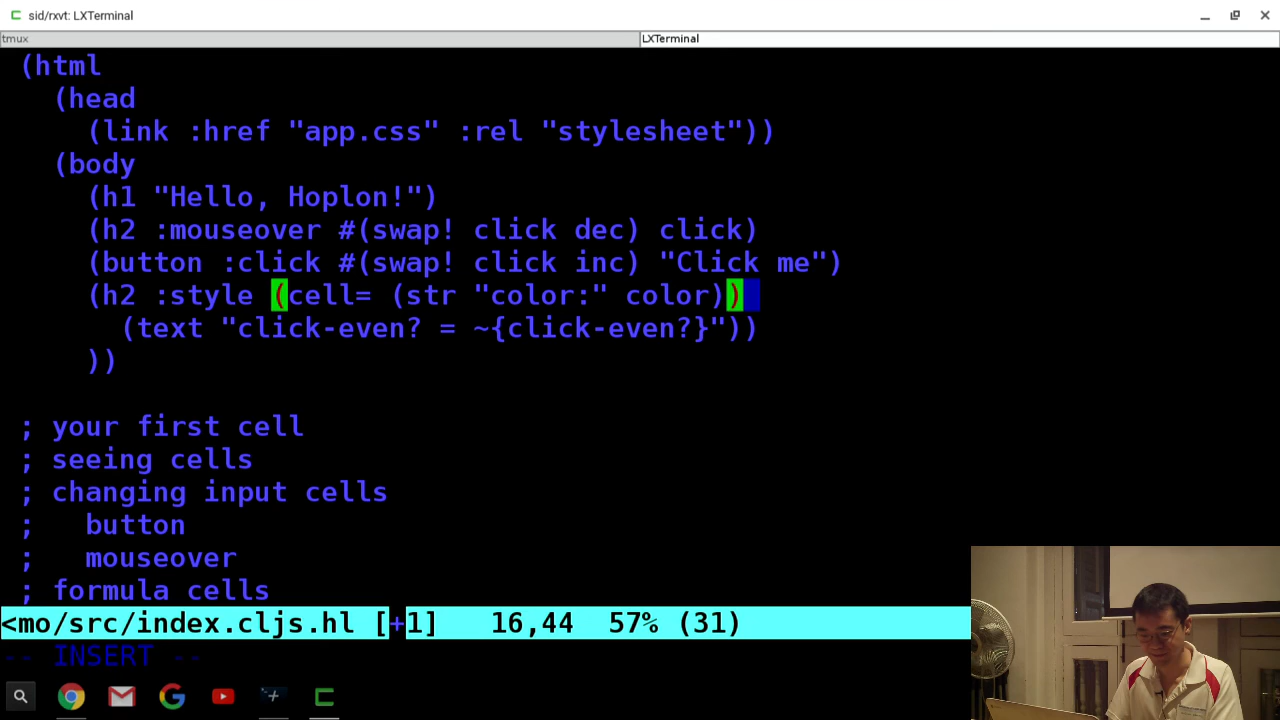 sid/rxvt: LXTerminal
tmux LXTerminal
(html
(head
(link :href "app.css" :rel "stylesheet"))
(body
(h1 "Hello, Hoplon!")
(h2 :mouseover #(swap! click dec) click)
(button :click #(swap! click inc) "Click me")
(h2 :style (cell= (str "color:" color))
(text "click-even? = ~{click-even?}"))
))
; your first cell
; seeing cells
; changing input cells
; button
; mouseover
; formula cells
<mo/src/index.cljs.hl [+1] 16,44 57% (31)
-- INSERT --